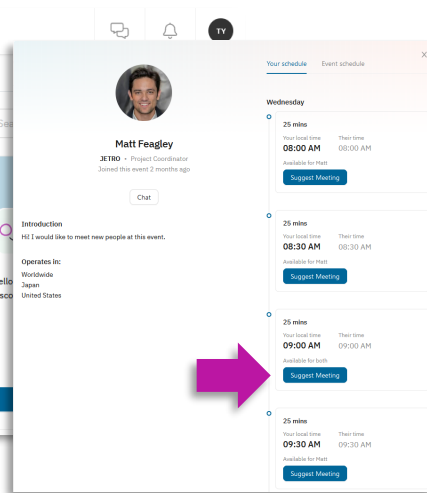 TY
Your schedule Event schedule
Wednesday
25 mins
Your local time Their time
08:00 AM 08:00 AM
Available for Matt
Suggest Meeting
Matt Feagley
JETRO • Project Coordinator
Joined this event 2 months ago
Chat
Introduction
Hi! I would like to meet new people at this event.
Operates in:
Worldwide
Japan
United States
25 mins
Your local time Their time
08:30 AM 08:30 AM
Available for Matt
Suggest Meeting
25 mins
Your local time Their time
09:00 AM 09:00 AM
Available for both
Suggest Meeting
25 mins
Your local time Their time
09:30 AM 09:30 AM
Available for Matt
Suggest Meeting